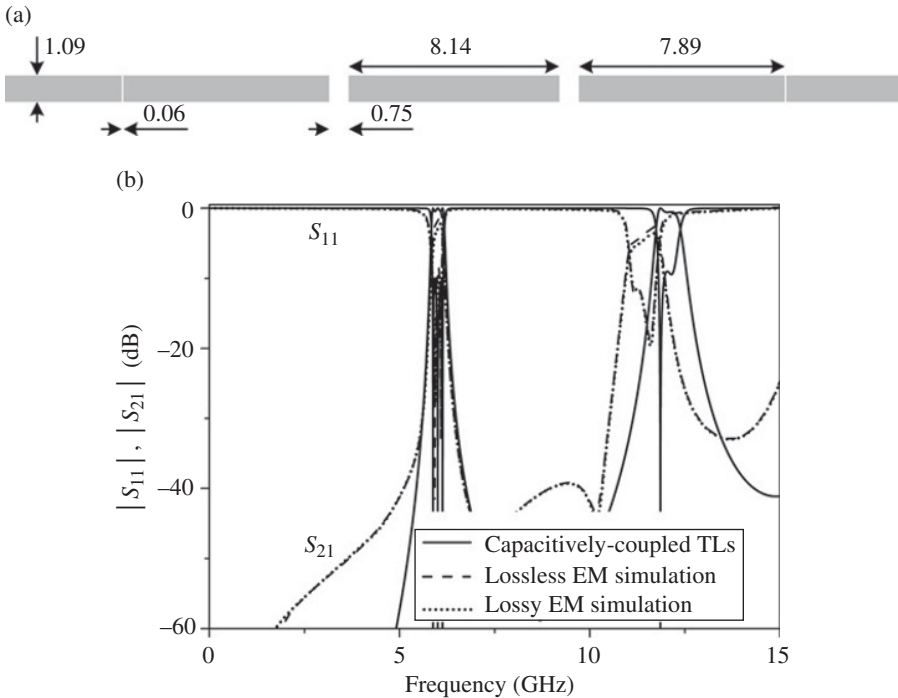 (a)
1.09
8.14
7.89
0.06
0.75
(b)
0
S11
−20
|S11|, |S21| (dB)
−40
S21
Capacitively-coupled TLs
Lossless EM simulation
Lossy EM simulation
−60
0
5
10
15
Frequency (GHz)